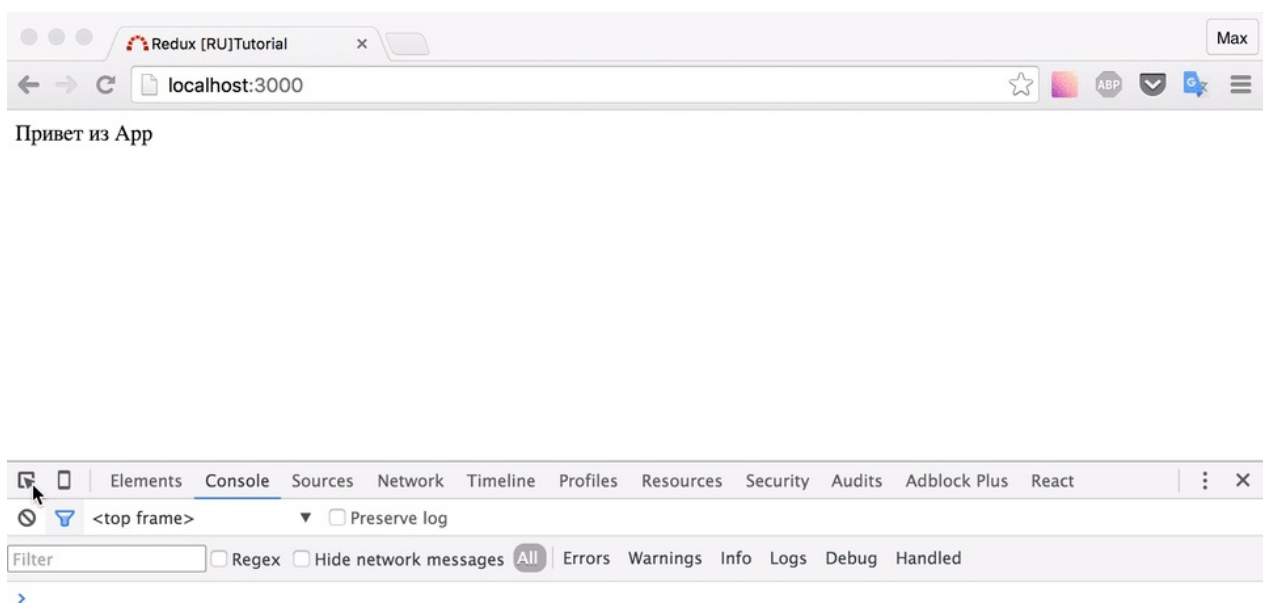 Redux [RU]Tutorial
Max
localhost:3000
ABP
Привет из App
Elements Console Sources Network Timeline Profiles Resources Security Audits Adblock Plus React
<top frame> Preserve log
Filter Regex Hide network messages All Errors Warnings Info Logs Debug Handled